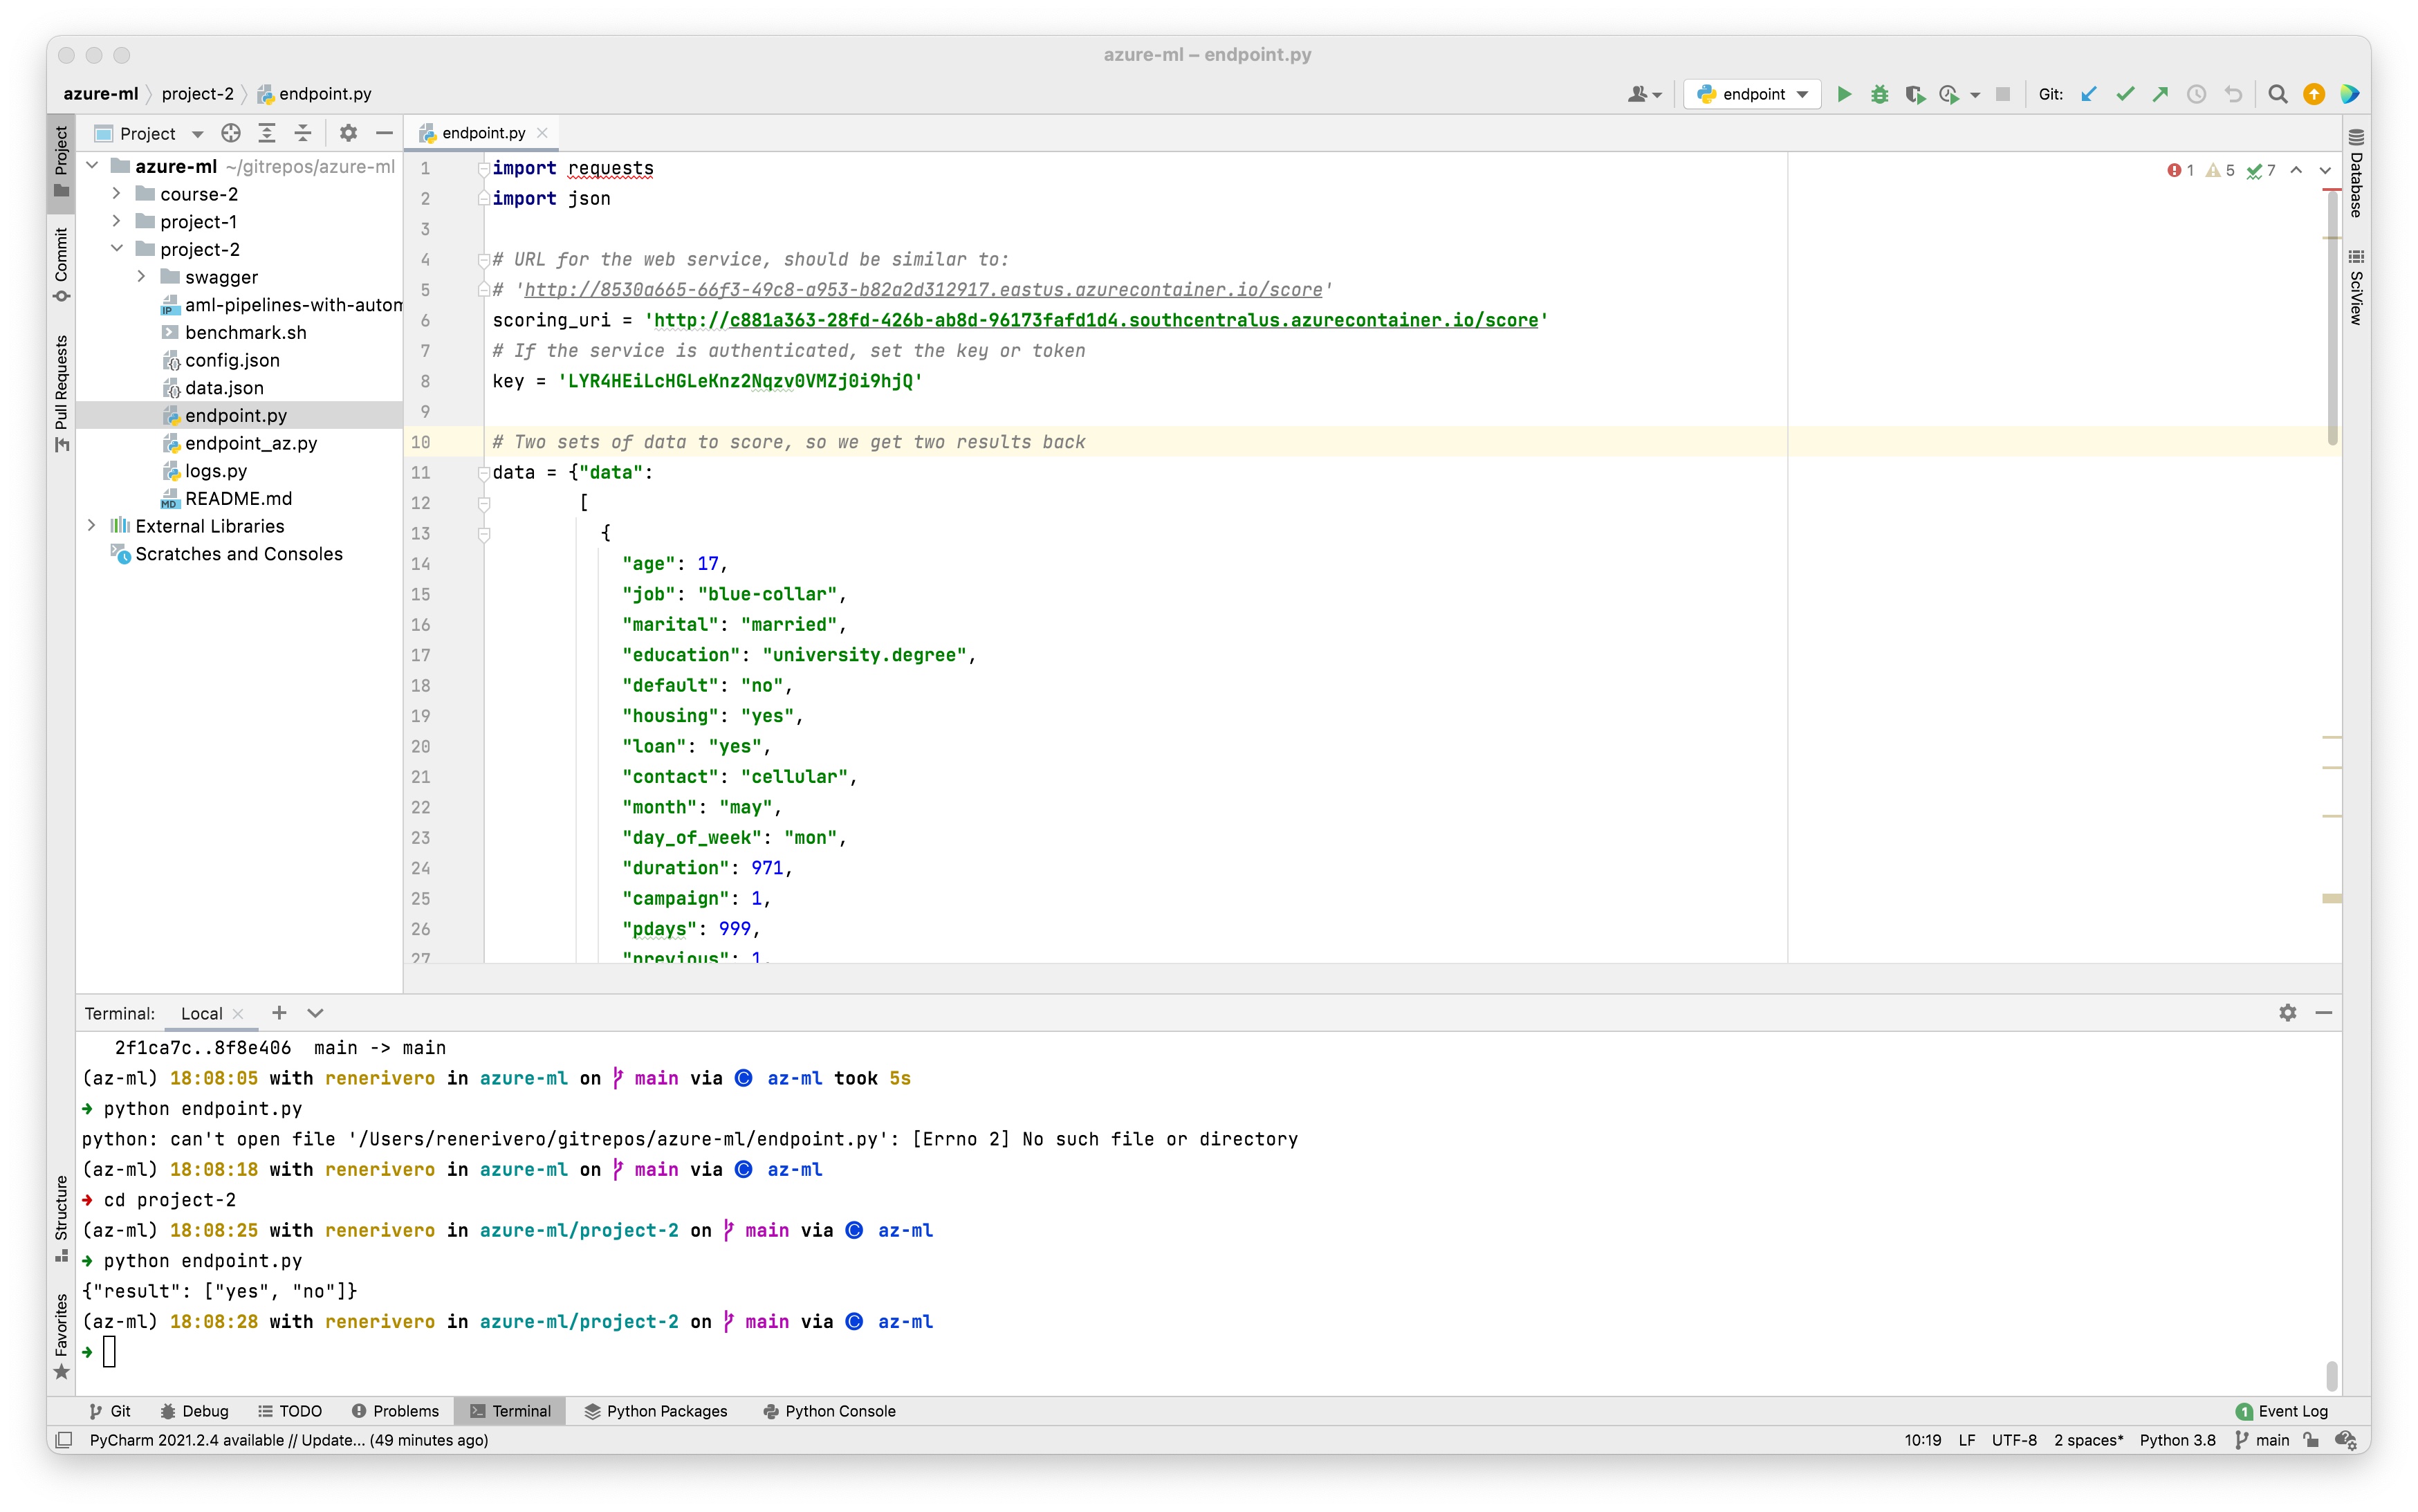 azure-ml – endpoint.py
azure-ml project-2 endpoint.py
endpoint
Git:
Project
Commit
Pull Requests
Structure
Favorites
Project
azure-ml ~/gitrepos/azure-ml
course-2
project-1
project-2
swagger
aml-pipelines-with-autom
benchmark.sh
config.json
data.json
endpoint.py
endpoint_az.py
logs.py
README.md
External Libraries
Scratches and Consoles
endpoint.py
1 5 7
1 import requests
2 import json
3
4 # URL for the web service, should be similar to:
5 # 'http://8530a665-66f3-49c8-a953-b82a2d312917.eastus.azurecontainer.io/score'
6 scoring_uri = 'http://c881a363-28fd-426b-ab8d-96173fafd1d4.southcentralus.azurecontainer.io/score'
7 # If the service is authenticated, set the key or token
8 key = 'LYR4HEiLcHGLeKnz2Nqzv0VMZj0i9hjQ'
9
10 # Two sets of data to score, so we get two results back
11 data = {"data":
12 [
13 {
14 "age": 17,
15 "job": "blue-collar",
16 "marital": "married",
17 "education": "university.degree",
18 "default": "no",
19 "housing": "yes",
20 "loan": "yes",
21 "contact": "cellular",
22 "month": "may",
23 "day_of_week": "mon",
24 "duration": 971,
25 "campaign": 1,
26 "pdays": 999,
27 "previous": 1,
Database
SciView
Terminal: Local
2f1ca7c..8f8e406 main -> main
(az-ml) 18:08:05 with renerivero in azure-ml on main via C az-ml took 5s
➜ python endpoint.py
python: can't open file '/Users/renerivero/gitrepos/azure-ml/endpoint.py': [Errno 2] No such file or directory
(az-ml) 18:08:18 with renerivero in azure-ml on main via C az-ml
➜ cd project-2
(az-ml) 18:08:25 with renerivero in azure-ml/project-2 on main via C az-ml
➜ python endpoint.py
{"result": ["yes", "no"]}
(az-ml) 18:08:28 with renerivero in azure-ml/project-2 on main via C az-ml
➜
Git Debug TODO Problems Terminal Python Packages Python Console 1 Event Log
PyCharm 2021.2.4 available // Update... (49 minutes ago) 10:19 LF UTF-8 2 spaces* Python 3.8 main